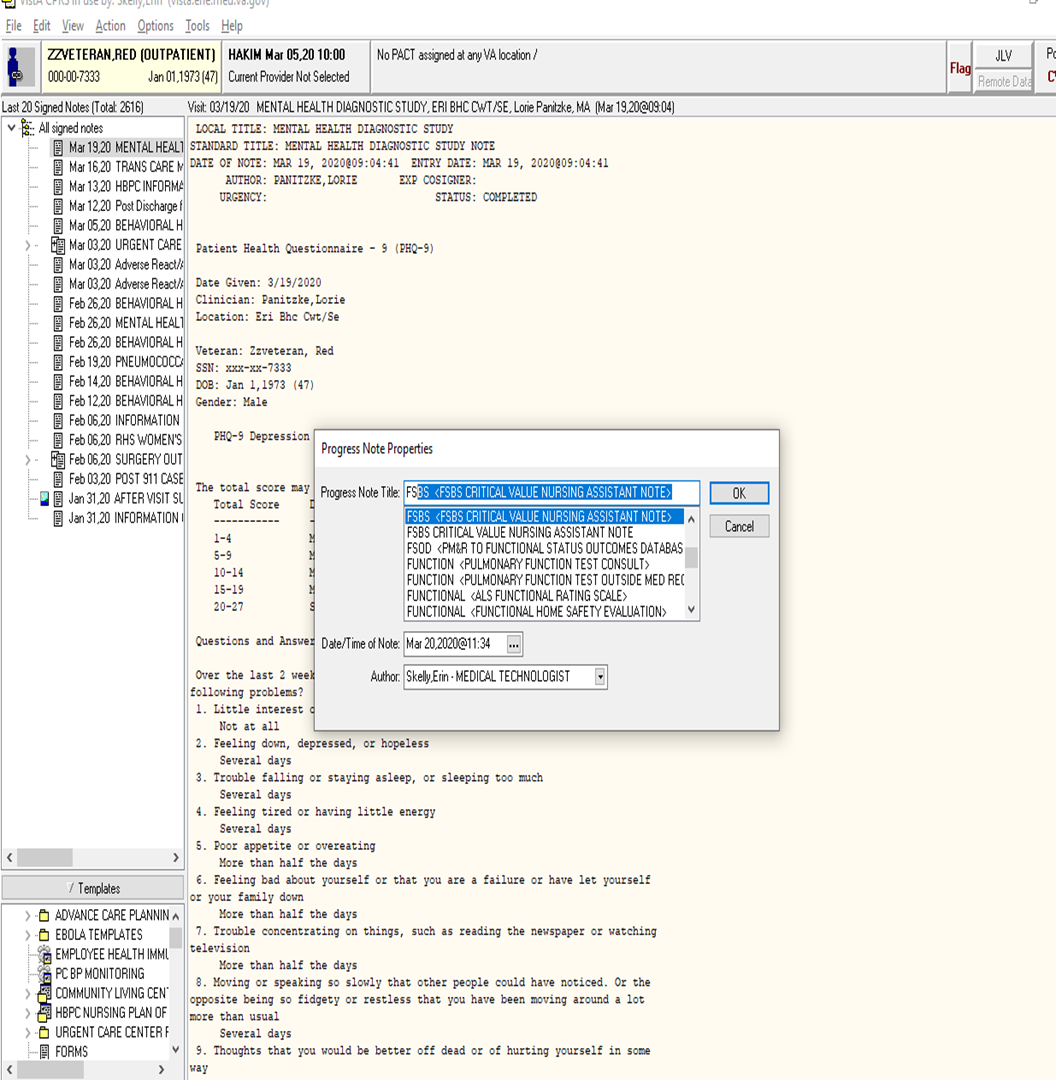 VistA CPRS in use by: Skelly,Erin (vista.erie.med.va.gov)
File Edit View Action Options Tools Help
ZZVETERAN,RED (OUTPATIENT)
000-00-7333 Jan 01,1973 (47)
HAKIM Mar 05,20 10:00
Current Provider Not Selected
No PACT assigned at any VA location /
Flag
JLV
Remote Data
Last 20 Signed Notes (Total: 2616)
Visit: 03/19/20 MENTAL HEALTH DIAGNOSTIC STUDY, ERI BHC CWT/SE, Lorie Panitzke, MA (Mar 19,20@09:04)
All signed notes
Mar 19,20 MENTAL HEALT
Mar 16,20 TRANS CARE M
Mar 13,20 HBPC INFORMA
Mar 12,20 Post Discharge f
Mar 05,20 BEHAVIORAL H
Mar 03,20 URGENT CARE
Mar 03,20 Adverse React/A
Mar 03,20 Adverse React/A
Feb 26,20 BEHAVIORAL H
Feb 26,20 MENTAL HEALT
Feb 26,20 BEHAVIORAL H
Feb 19,20 PNEUMOCOCCA
Feb 14,20 BEHAVIORAL H
Feb 12,20 BEHAVIORAL H
Feb 06,20 INFORMATION
Feb 06,20 RHS WOMEN'S
Feb 06,20 SURGERY OUT
Feb 03,20 POST 911 CASE
Jan 31,20 AFTER VISIT SU
Jan 31,20 INFORMATION
/ Templates
ADVANCE CARE PLANNIN
EBOLA TEMPLATES
EMPLOYEE HEALTH IMMU
PC BP MONITORING
COMMUNITY LIVING CEN
HBPC NURSING PLAN OF
URGENT CARE CENTER
FORMS
LOCAL TITLE: MENTAL HEALTH DIAGNOSTIC STUDY
STANDARD TITLE: MENTAL HEALTH DIAGNOSTIC STUDY NOTE
DATE OF NOTE: MAR 19, 2020@09:04:41 ENTRY DATE: MAR 19, 2020@09:04:41
AUTHOR: PANITZKE,LORIE EXP COSIGNER:
URGENCY: STATUS: COMPLETED
Patient Health Questionnaire - 9 (PHQ-9)
Date Given: 3/19/2020
Clinician: Panitzke,Lorie
Location: Eri Bhc Cwt/Se
Veteran: Zzveteran, Red
SSN: xxx-xx-7333
DOB: Jan 1,1973 (47)
Gender: Male
PHQ-9 Depression
The total score may
Total Score D
----------- -
1-4 M
5-9 M
10-14 M
15-19 M
20-27 S
Questions and Answer
Over the last 2 week
following problems?
1. Little interest o
Not at all
2. Feeling down, depressed, or hopeless
Several days
3. Trouble falling or staying asleep, or sleeping too much
Several days
4. Feeling tired or having little energy
Several days
5. Poor appetite or overeating
More than half the days
6. Feeling bad about yourself or that you are a failure or have let yourself
or your family down
More than half the days
7. Trouble concentrating on things, such as reading the newspaper or watching
television
More than half the days
8. Moving or speaking so slowly that other people could have noticed. Or the
opposite being so fidgety or restless that you have been moving around a lot
more than usual
Several days
9. Thoughts that you would be better off dead or of hurting yourself in some
way
Progress Note Properties
Progress Note Title: FSBS <FSBS CRITICAL VALUE NURSING ASSISTANT NOTE>
FSBS <FSBS CRITICAL VALUE NURSING ASSISTANT NOTE>
FSBS CRITICAL VALUE NURSING ASSISTANT NOTE
FSOD <PM&R TO FUNCTIONAL STATUS OUTCOMES DATABAS
FUNCTION <PULMONARY FUNCTION TEST CONSULT>
FUNCTION <PULMONARY FUNCTION TEST OUTSIDE MED REC
FUNCTIONAL <ALS FUNCTIONAL RATING SCALE>
FUNCTIONAL <FUNCTIONAL HOME SAFETY EVALUATION>
OK
Cancel
Date/Time of Note: Mar 20,2020@11:34 ...
Author: Skelly,Erin - MEDICAL TECHNOLOGIST